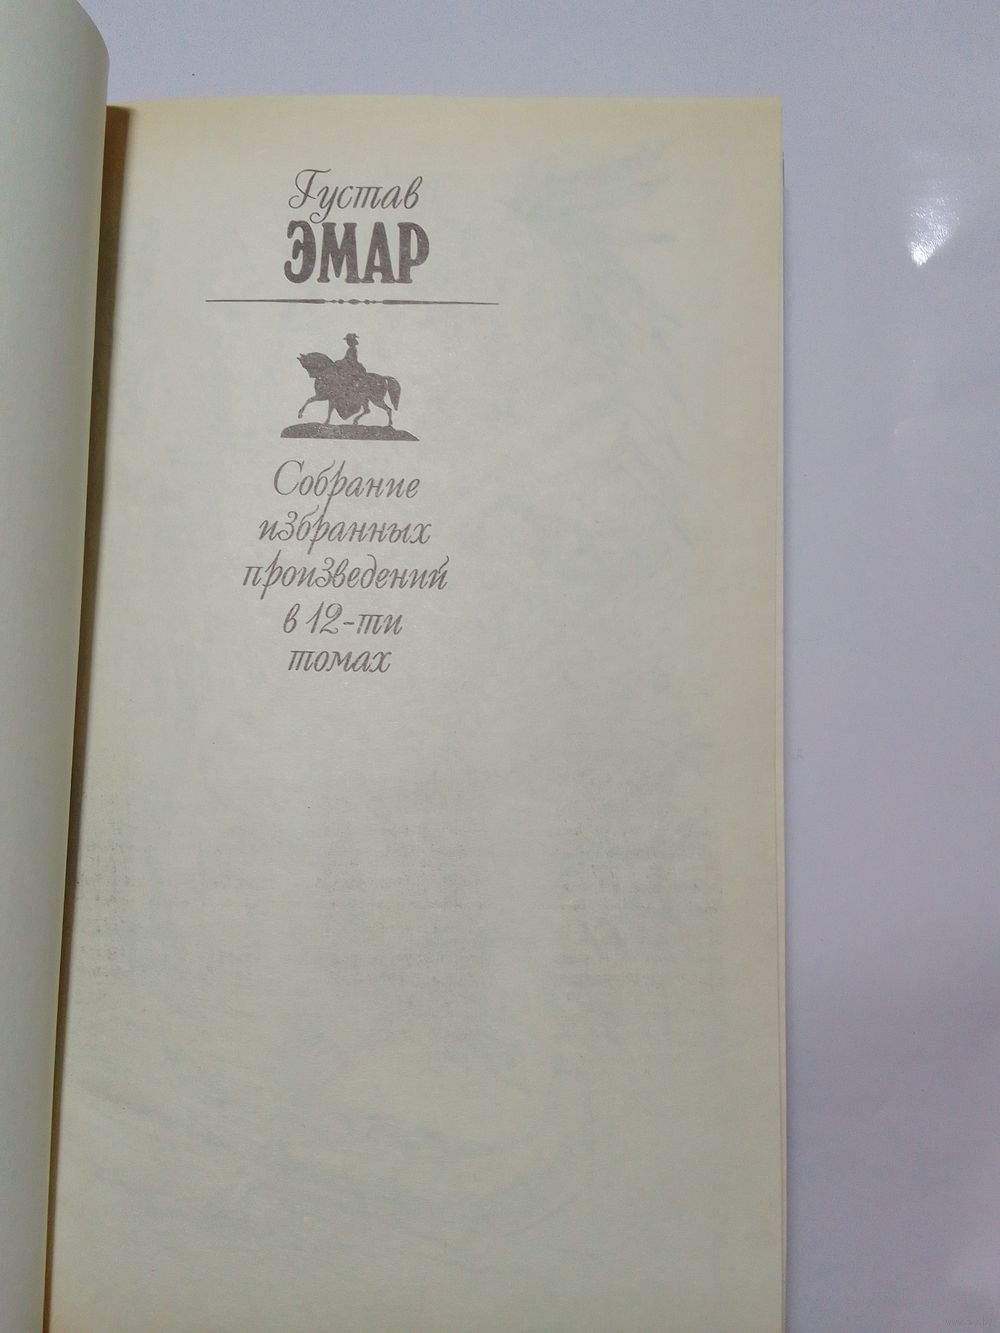 Густав
ЭМАР
Собрание
избранных
произведений
в 12-ти
томах